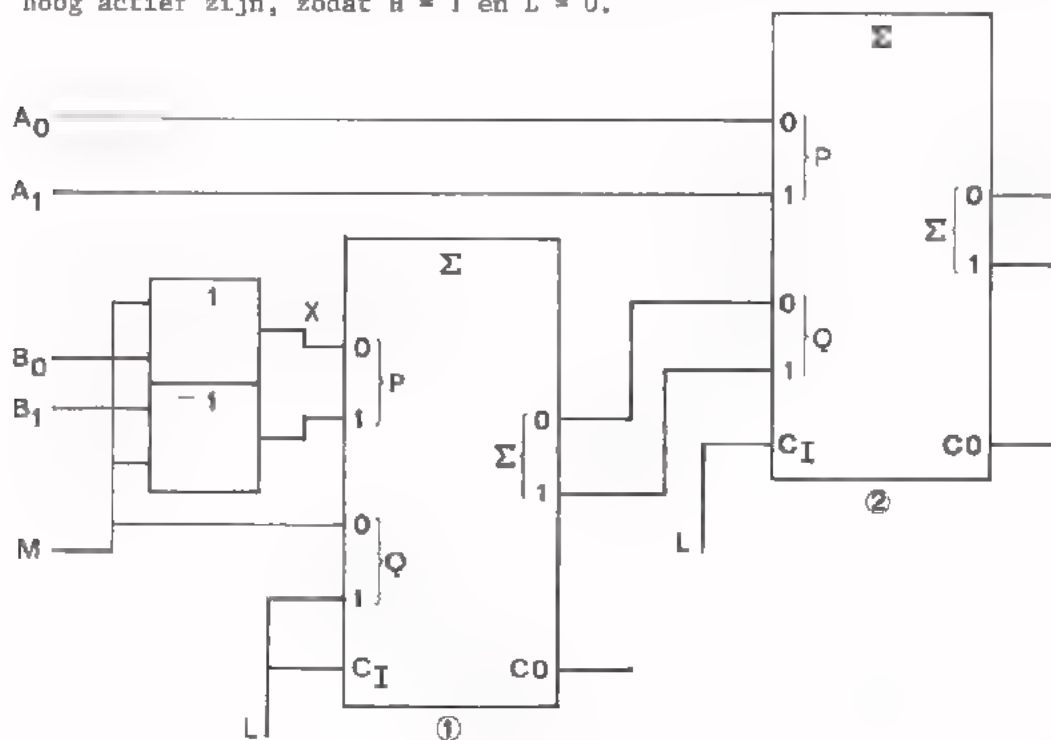 hoog actief zijn, zodat H = 1 en L = 0.
Σ
A0
0
P
A1
1
Σ
0
1
Σ
1
X
0
Q
B0
0
P
1
B1
= 1
1
Σ
0
1
CI
CO
②
M
0
Q
L
1
CI
CO
L
①